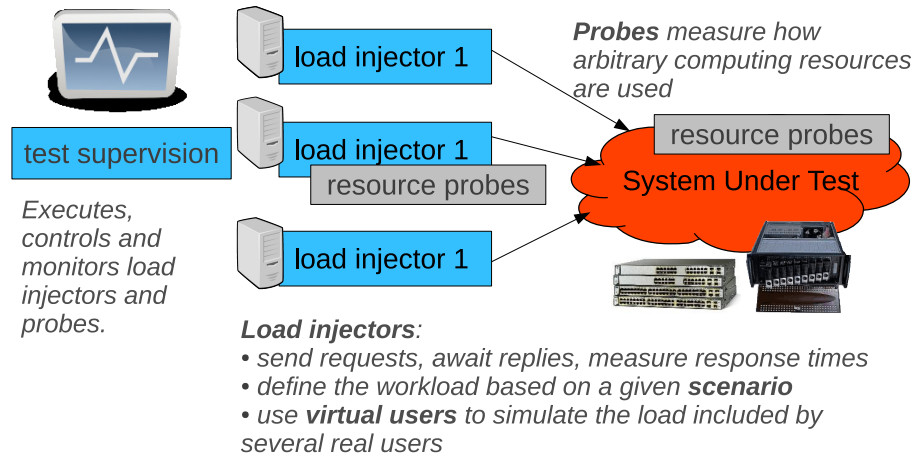 test supervision
Executes,
controls and
monitors load
injectors and
probes.
load injector 1
load injector 1
resource probes
load injector 1
Probes measure how
arbitrary computing resources
are used
resource probes
System Under Test
Load injectors:
• send requests, await replies, measure response times
• define the workload based on a given scenario
• use virtual users to simulate the load included by
several real users